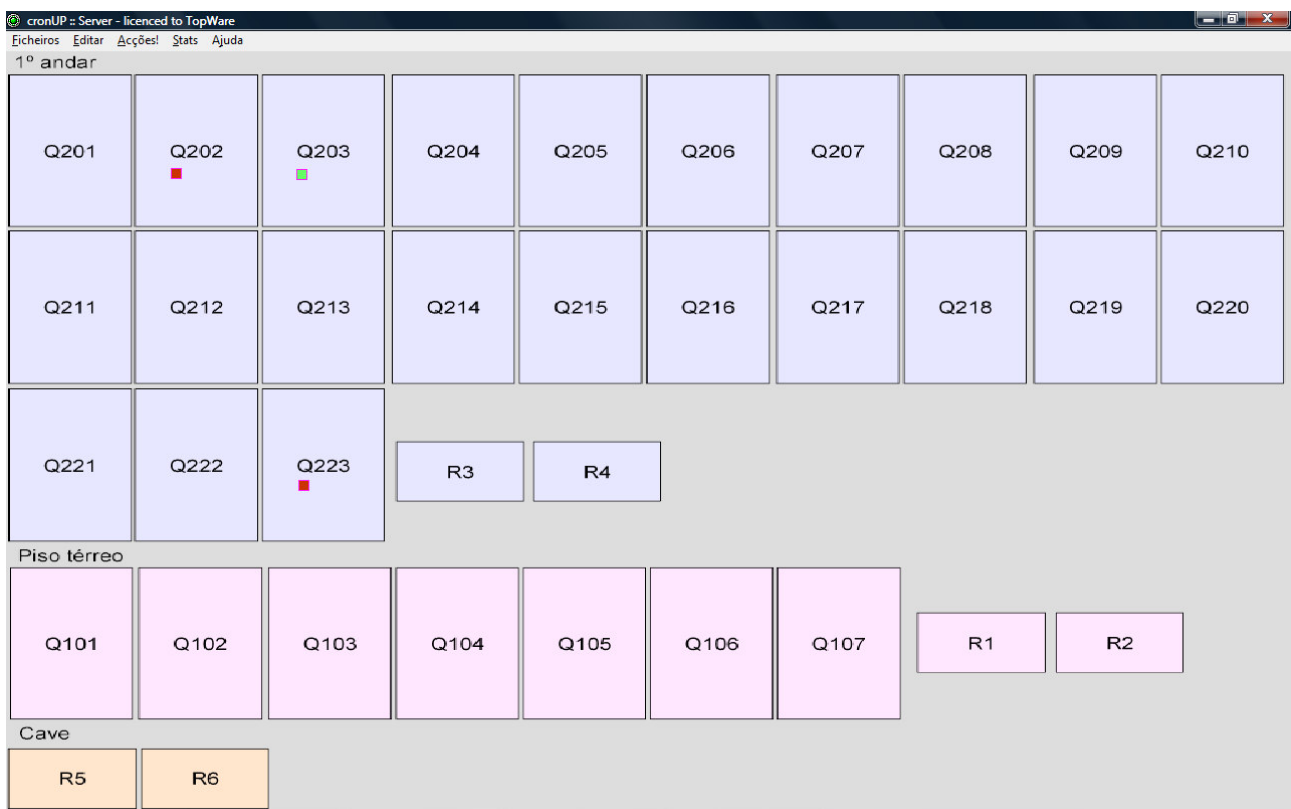 cronUP :: Server - licenced to TopWare
Ficheiros Editar Acções! Stats Ajuda
1º andar
Q201 Q202 Q203 Q204 Q205 Q206 Q207 Q208 Q209 Q210
Q211 Q212 Q213 Q214 Q215 Q216 Q217 Q218 Q219 Q220
Q221 Q222 Q223 R3 R4
Piso térreo
Q101 Q102 Q103 Q104 Q105 Q106 Q107 R1 R2
Cave
R5 R6